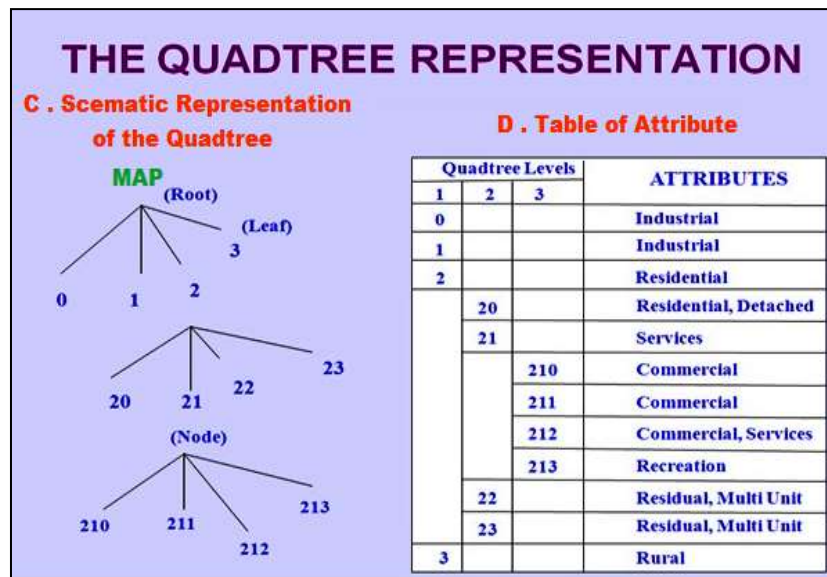 THE QUADTREE REPRESENTATION
C . Scematic Representation
of the Quadtree
MAP
(Root)
(Leaf)
3
0
1
2
20
21
22
23
(Node)
210
211
212
213
D . Table of Attribute
Quadtree Levels
ATTRIBUTES
1 2 3
0 Industrial
1 Industrial
2 Residential
20 Residential, Detached
21 Services
210 Commercial
211 Commercial
212 Commercial, Services
213 Recreation
22 Residual, Multi Unit
23 Residual, Multi Unit
3 Rural